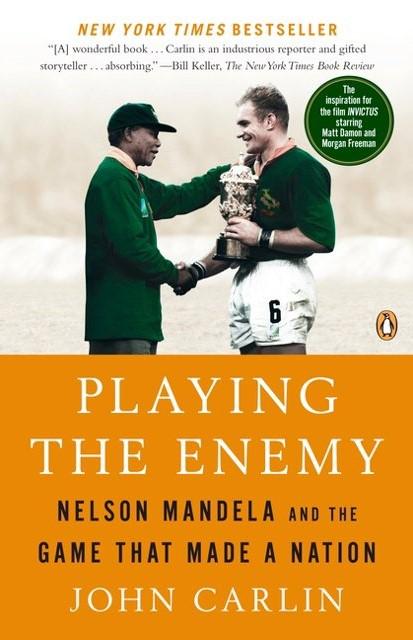 NEW YORK TIMES BESTSELLER
“[A] wonderful book . . . Carlin is an industrious reporter and gifted
storyteller . . . absorbing.”—Bill Keller, The New York Times Book Review
The
inspiration for
the film INVICTUS
starring
Matt Damon and
Morgan Freeman
6
PLAYING
THE ENEMY
NELSON MANDELA AND THE
GAME THAT MADE A NATION
JOHN CARLIN